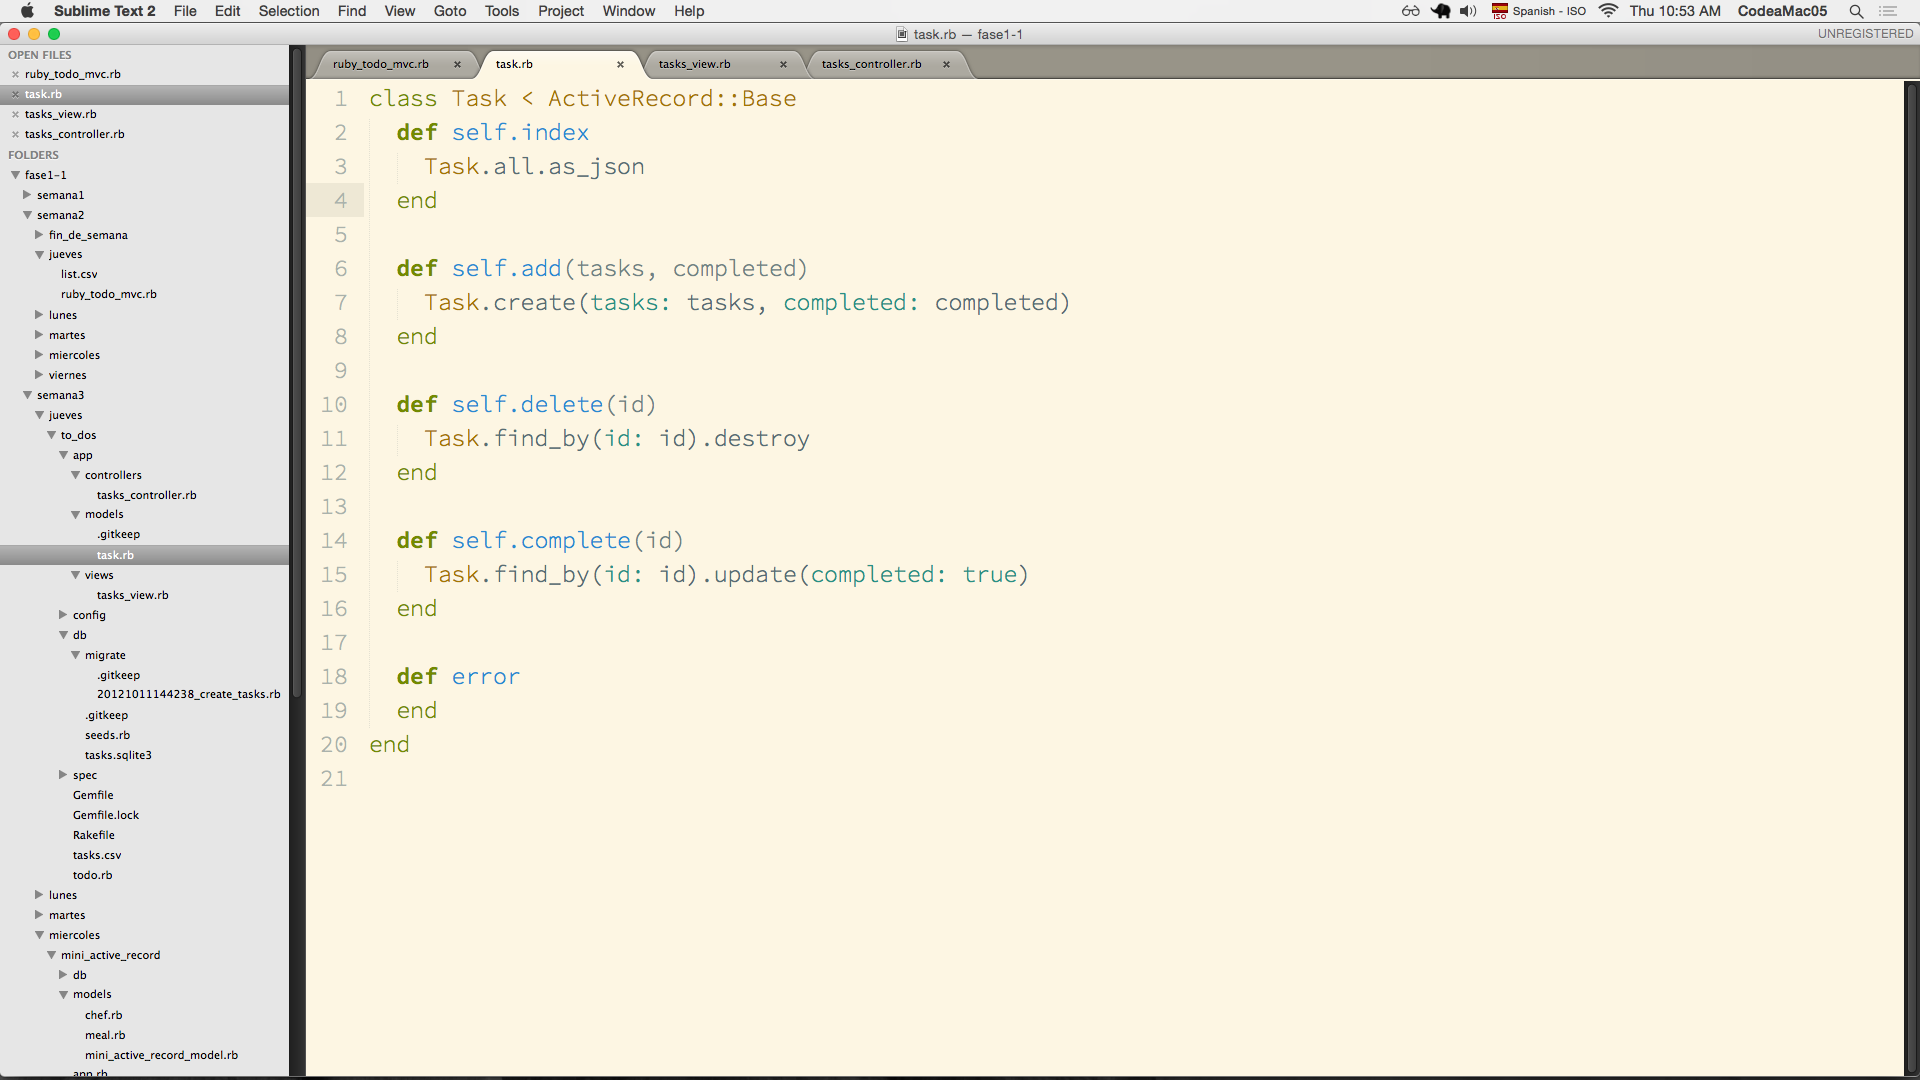 Sublime Text 2 File Edit Selection Find View Goto Tools Project Window Help
ISO Spanish - ISO Thu 10:53 AM CodeaMac05
task.rb — fase1-1
UNREGISTERED
OPEN FILES
ruby_todo_mvc.rb
task.rb
tasks_view.rb
tasks_controller.rb
FOLDERS
fase1-1
semana1
semana2
fin_de_semana
jueves
list.csv
ruby_todo_mvc.rb
lunes
martes
miercoles
viernes
semana3
jueves
to_dos
app
controllers
tasks_controller.rb
models
.gitkeep
task.rb
views
tasks_view.rb
config
db
migrate
.gitkeep
20121011144238_create_tasks.rb
.gitkeep
seeds.rb
tasks.sqlite3
spec
Gemfile
Gemfile.lock
Rakefile
tasks.csv
todo.rb
lunes
martes
miercoles
mini_active_record
db
models
chef.rb
meal.rb
mini_active_record_model.rb
app.rb
ruby_todo_mvc.rb task.rb tasks_view.rb tasks_controller.rb
1 class Task < ActiveRecord::Base
2 def self.index
3 Task.all.as_json
4 end
5
6 def self.add(tasks, completed)
7 Task.create(tasks: tasks, completed: completed)
8 end
9
10 def self.delete(id)
11 Task.find_by(id: id).destroy
12 end
13
14 def self.complete(id)
15 Task.find_by(id: id).update(completed: true)
16 end
17
18 def error
19 end
20 end
21